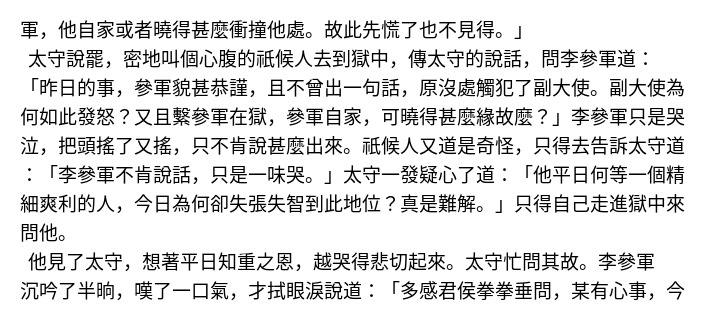 軍，他自家或者曉得甚麼衝撞他處。故此先慌了也不見得。」
太守說罷，密地叫個心腹的祇候人去到獄中，傳太守的說話，問李參軍道：
「昨日的事，參軍貌甚恭謹，且不曾出一句話，原沒處觸犯了副大使。副大使為
何如此發怒？又且繫參軍在獄，參軍自家，可曉得甚麼緣故麼？」李參軍只是哭
泣，把頭搖了又搖，只不肯說甚麼出來。祇候人又道是奇怪，只得去告訴太守道
：「李參軍不肯說話，只是一味哭。」太守一發疑心了道：「他平日何等一個精
細爽利的人，今日為何卻失張失智到此地位？真是難解。」只得自己走進獄中來
問他。
他見了太守，想著平日知重之恩，越哭得悲切起來。太守忙問其故。李參軍
沉吟了半晌，嘆了一口氣，才拭眼淚說道：「多感君侯拳拳垂問，某有心事，今